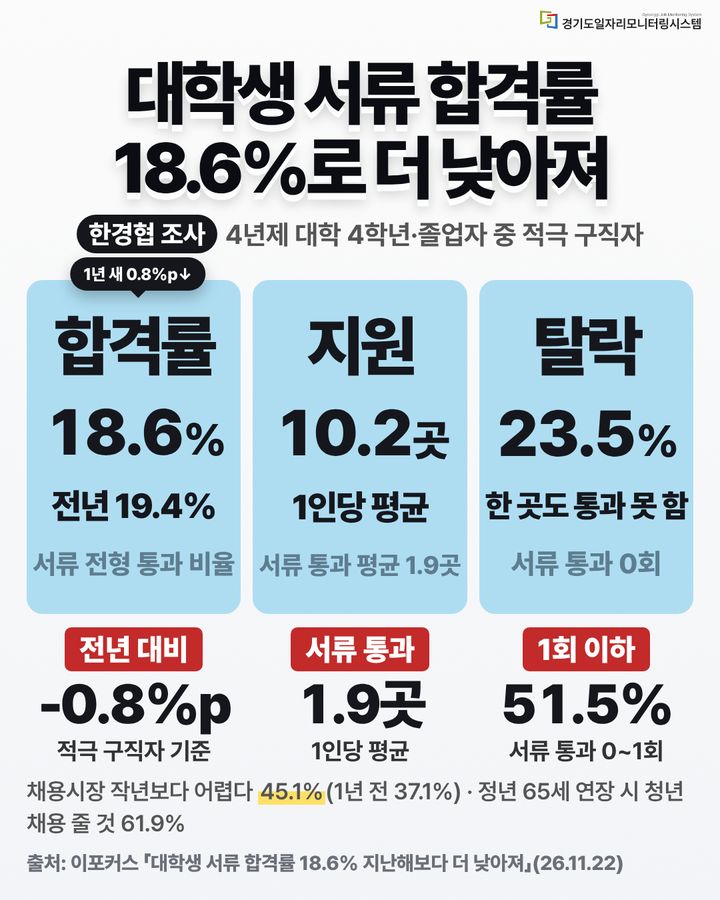 경기도일자리모니터링시스템
대학생 서류 합격률
18.6%로 더 낮아져
한경협 조사 4년제 대학 4학년·졸업자 중 적극 구직자
1년 새 0.8%p↓
합격률
18.6%
전년 19.4%
서류 전형 통과 비율
지원
10.2곳
1인당 평균
서류 통과 평균 1.9곳
탈락
23.5%
한 곳도 통과 못 함
서류 통과 0회
전년 대비
-0.8%p
적극 구직자 기준
서류 통과
1.9곳
1인당 평균
1회 이하
51.5%
서류 통과 0~1회
채용시장 작년보다 어렵다 45.1%(1년 전 37.1%) · 정년 65세 연장 시 청년
채용 줄 것 61.9%
출처: 이포커스 『대학생 서류 합격률 18.6% 지난해보다 더 낮아져』(26.11.22)